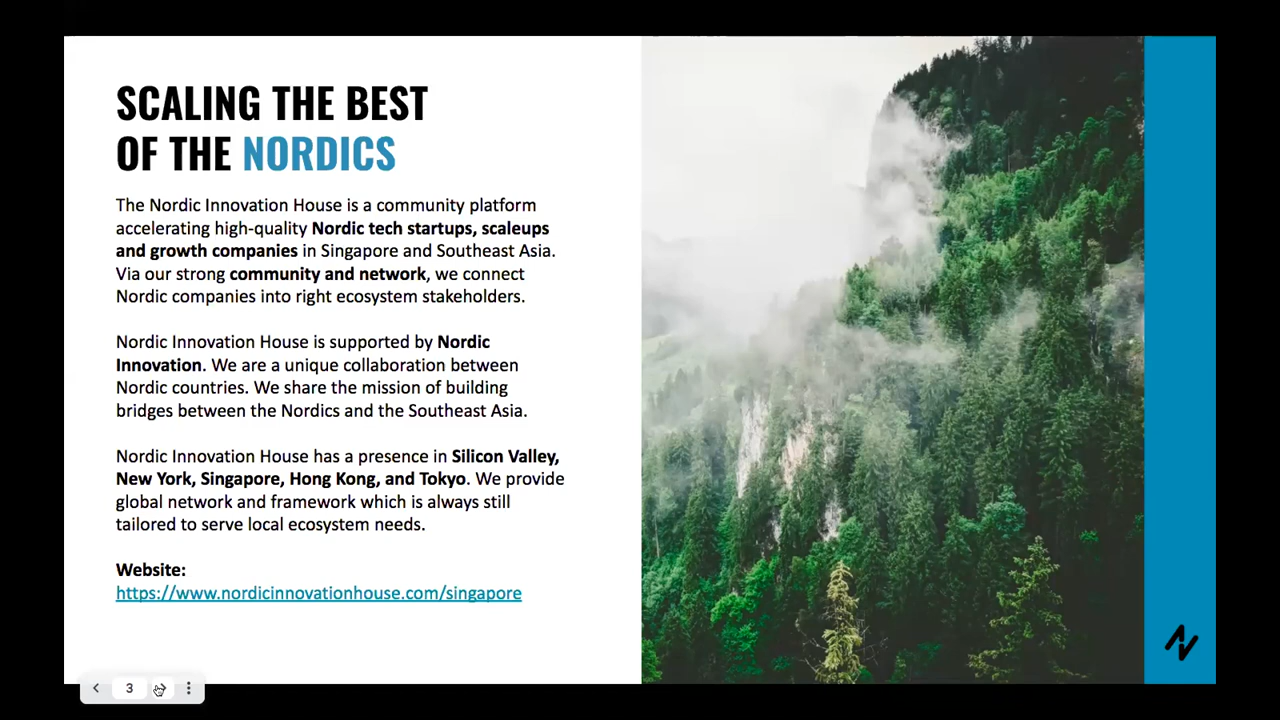 SCALING THE BEST
OF THE NORDICS
The Nordic Innovation House is a community platform
accelerating high-quality Nordic tech startups, scaleups
and growth companies in Singapore and Southeast Asia.
Via our strong community and network, we connect
Nordic companies into right ecosystem stakeholders.
Nordic Innovation House is supported by Nordic
Innovation. We are a unique collaboration between
Nordic countries. We share the mission of building
bridges between the Nordics and the Southeast Asia.
Nordic Innovation House has a presence in Silicon Valley,
New York, Singapore, Hong Kong, and Tokyo. We provide
global network and framework which is always still
tailored to serve local ecosystem needs.
Website:
https://www.nordicinnovationhouse.com/singapore
3